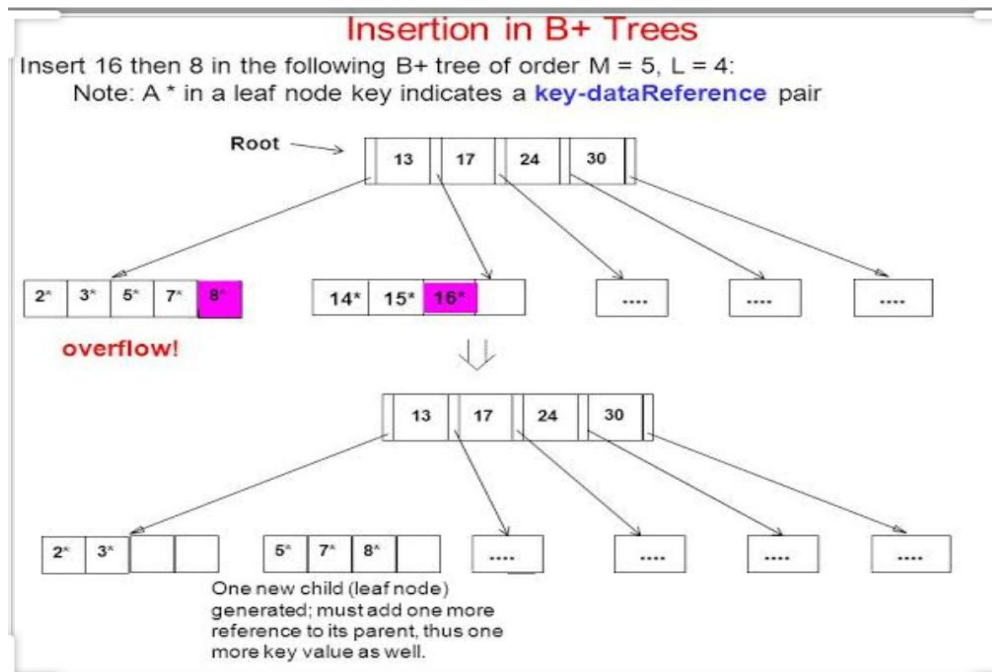 Insertion in B+ Trees
Insert 16 then 8 in the following B+ tree of order M = 5, L = 4:
Note: A * in a leaf node key indicates a key-dataReference pair
Root
13 17 24 30
2* 3* 5* 7* 8* 14* 15* 16* .... .... ....
overflow!
13 17 24 30
2* 3* 5* 7* 8* .... .... .... ....
One new child (leaf node)
generated; must add one more
reference to its parent, thus one
more key value as well.